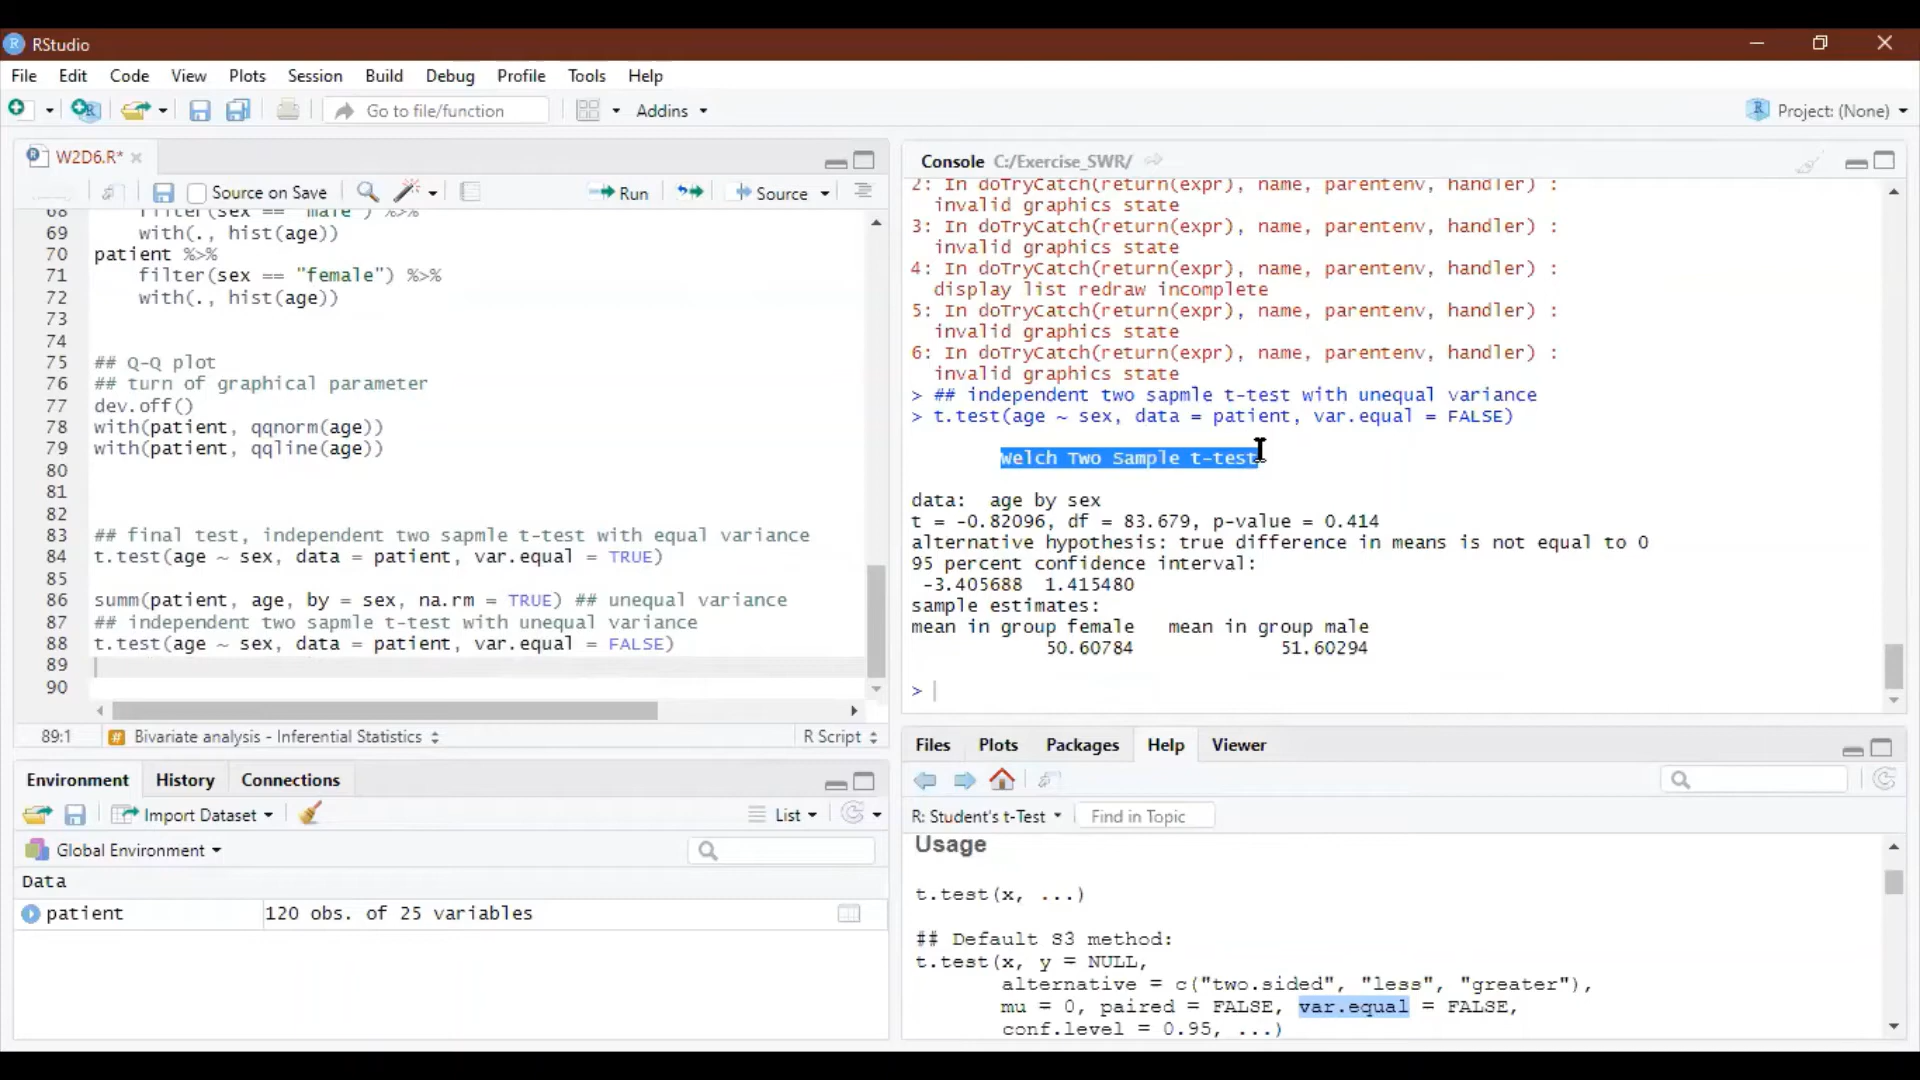 RStudio
File Edit Code View Plots Session Build Debug Profile Tools Help
Go to file/function Addins Project: (None)
W2D6.R*
Source on Save Run Source
68 filter(sex == "male") %>%
69 with(., hist(age))
70 patient %>%
71 filter(sex == "female") %>%
72 with(., hist(age))
73
74
75 ## Q-Q plot
76 ## turn of graphical parameter
77 dev.off()
78 with(patient, qqnorm(age))
79 with(patient, qqline(age))
80
81
82
83 ## final test, independent two sapmle t-test with equal variance
84 t.test(age ~ sex, data = patient, var.equal = TRUE)
85
86 summ(patient, age, by = sex, na.rm = TRUE) ## unequal variance
87 ## independent two sapmle t-test with unequal variance
88 t.test(age ~ sex, data = patient, var.equal = FALSE)
89
90
89:1 # Bivariate analysis - Inferential Statistics R Script
Environment History Connections
Import Dataset List
Global Environment
Data
patient 120 obs. of 25 variables
Console C:/Exercise_SWR/
2: In doTryCatch(return(expr), name, parentenv, handler) :
invalid graphics state
3: In doTryCatch(return(expr), name, parentenv, handler) :
invalid graphics state
4: In doTryCatch(return(expr), name, parentenv, handler) :
display list redraw incomplete
5: In doTryCatch(return(expr), name, parentenv, handler) :
invalid graphics state
6: In doTryCatch(return(expr), name, parentenv, handler) :
invalid graphics state
> ## independent two sapmle t-test with unequal variance
> t.test(age ~ sex, data = patient, var.equal = FALSE)
Welch Two Sample t-test
data: age by sex
t = -0.82096, df = 83.679, p-value = 0.414
alternative hypothesis: true difference in means is not equal to 0
95 percent confidence interval:
-3.405688 1.415480
sample estimates:
mean in group female mean in group male
50.60784 51.60294
>
Files Plots Packages Help Viewer
R: Student's t-Test Find in Topic
Usage
t.test(x, ...)
## Default S3 method:
t.test(x, y = NULL,
alternative = c("two.sided", "less", "greater"),
mu = 0, paired = FALSE, var.equal = FALSE,
conf.level = 0.95, ...)